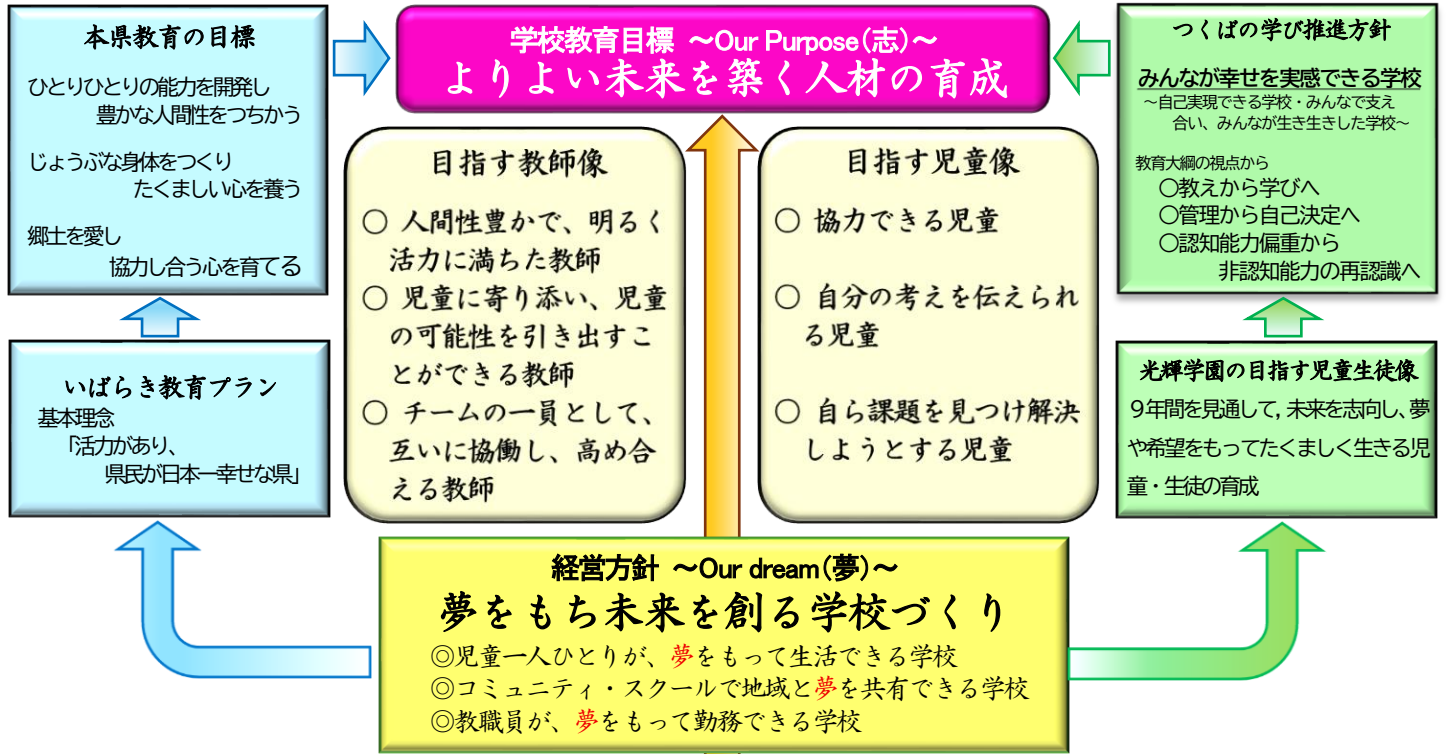 本県教育の目標
ひとりひとりの能力を開発し
豊かな人間性をつちかう
じょうぶな身体をつくり
たくましい心を養う
郷土を愛し
協力し合う心を育てる
いばらき教育プラン
基本理念
「活力があり、
県民が日本一幸せな県」
学校教育目標 ～Our Purpose(志)～
よりよい未来を築く人材の育成
目指す教師像
○ 人間性豊かで、明るく
活力に満ちた教師
○ 児童に寄り添い、児童
の可能性を引き出すこ
とができる教師
○ チームの一員として、
互いに協働し、高め合
える教師
目指す児童像
○ 協力できる児童
○ 自分の考えを伝えられ
る児童
○ 自ら課題を見つけ解決
しようとする児童
つくばの学び推進方針
みんなが幸せを実感できる学校
～自己実現できる学校・みんなで支え
合い、みんなが生き生きした学校～
教育大綱の視点から
○教えから学びへ
○管理から自己決定へ
○認知能力偏重から
非認知能力の再認識へ
光輝学園の目指す児童生徒像
９年間を見通して，未来を志向し、夢
や希望をもってたくましく生きる児
童・生徒の育成
経営方針 ～Our dream(夢)～
夢をもち未来を創る学校づくり
◎児童一人ひとりが、夢をもって生活できる学校
◎コミュニティ・スクールで地域と夢を共有できる学校
◎教職員が、夢をもって勤務できる学校